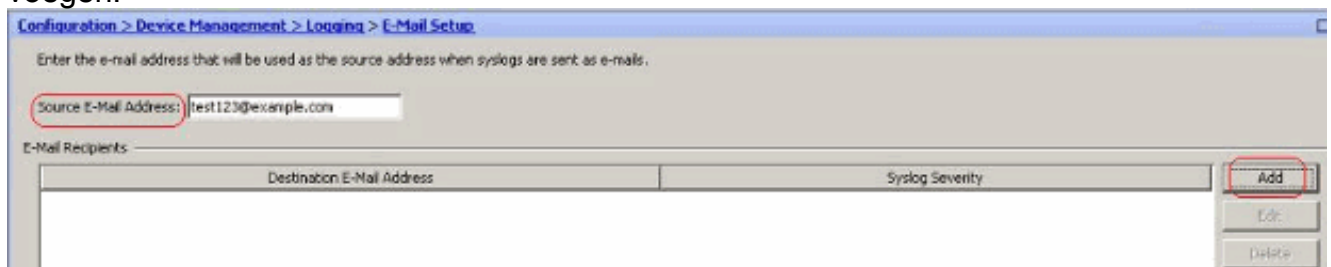 voegen.
Configuration > Device Management > Logging > E-Mail Setup
Enter the e-mail address that will be used as the source address when syslogs are sent as e-mails.
Source E-Mail Address: test123@example.com
E-Mail Recipients
Destination E-Mail Address Syslog Severity Add
Edit
Delete